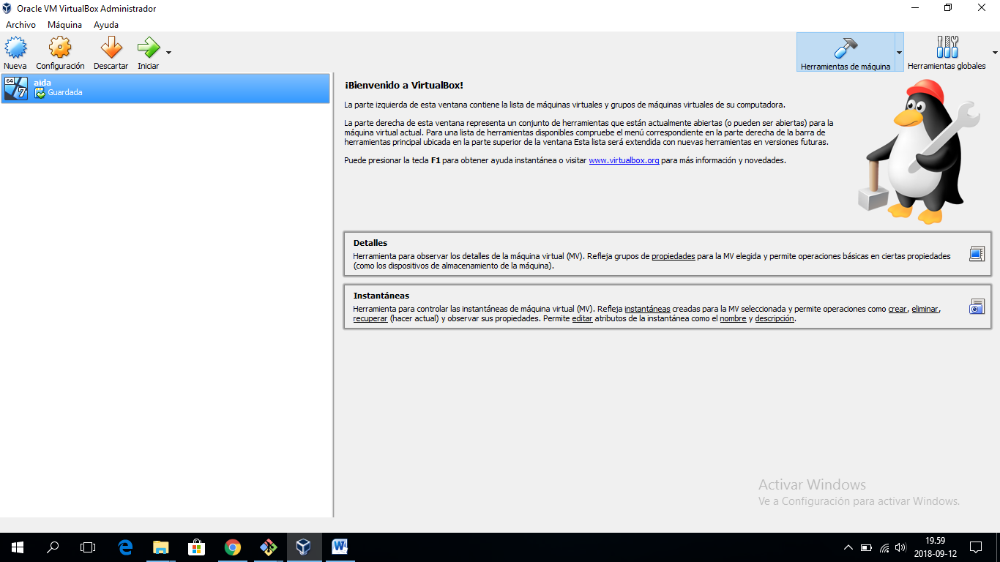 Oracle VM VirtualBox Administrador
Archivo Máquina Ayuda
Nueva Configuración Descartar Iniciar Herramientas de máquina Herramientas globales
64
7
aida
Guardada
¡Bienvenido a VirtualBox!
La parte izquierda de esta ventana contiene la lista de máquinas virtuales y grupos de máquinas virtuales de su computadora.
La parte derecha de esta ventana representa un conjunto de herramientas que están actualmente abiertas (o pueden ser abiertas) para la
máquina virtual actual. Para una lista de herramientas disponibles compruebe el menú correspondiente en la parte derecha de la barra de
herramientas principal ubicada en la parte superior de la ventana Esta lista será extendida con nuevas herramientas en versiones futuras.
Puede presionar la tecla F1 para obtener ayuda instantánea o visitar www.virtualbox.org para más información y novedades.
Detalles
Herramienta para observar los detalles de la máquina virtual (MV). Refleja grupos de propiedades para la MV elegida y permite operaciones básicas en ciertas propiedades
(como los dispositivos de almacenamiento de la máquina).
Instantáneas
Herramienta para controlar las instantáneas de máquina virtual (MV). Refleja instantáneas creadas para la MV seleccionada y permite operaciones como crear, eliminar,
recuperar (hacer actual) y observar sus propiedades. Permite editar atributos de la instantánea como el nombre y descripción.
Activar Windows
Ve a Configuración para activar Windows.
19.59
2018-09-12